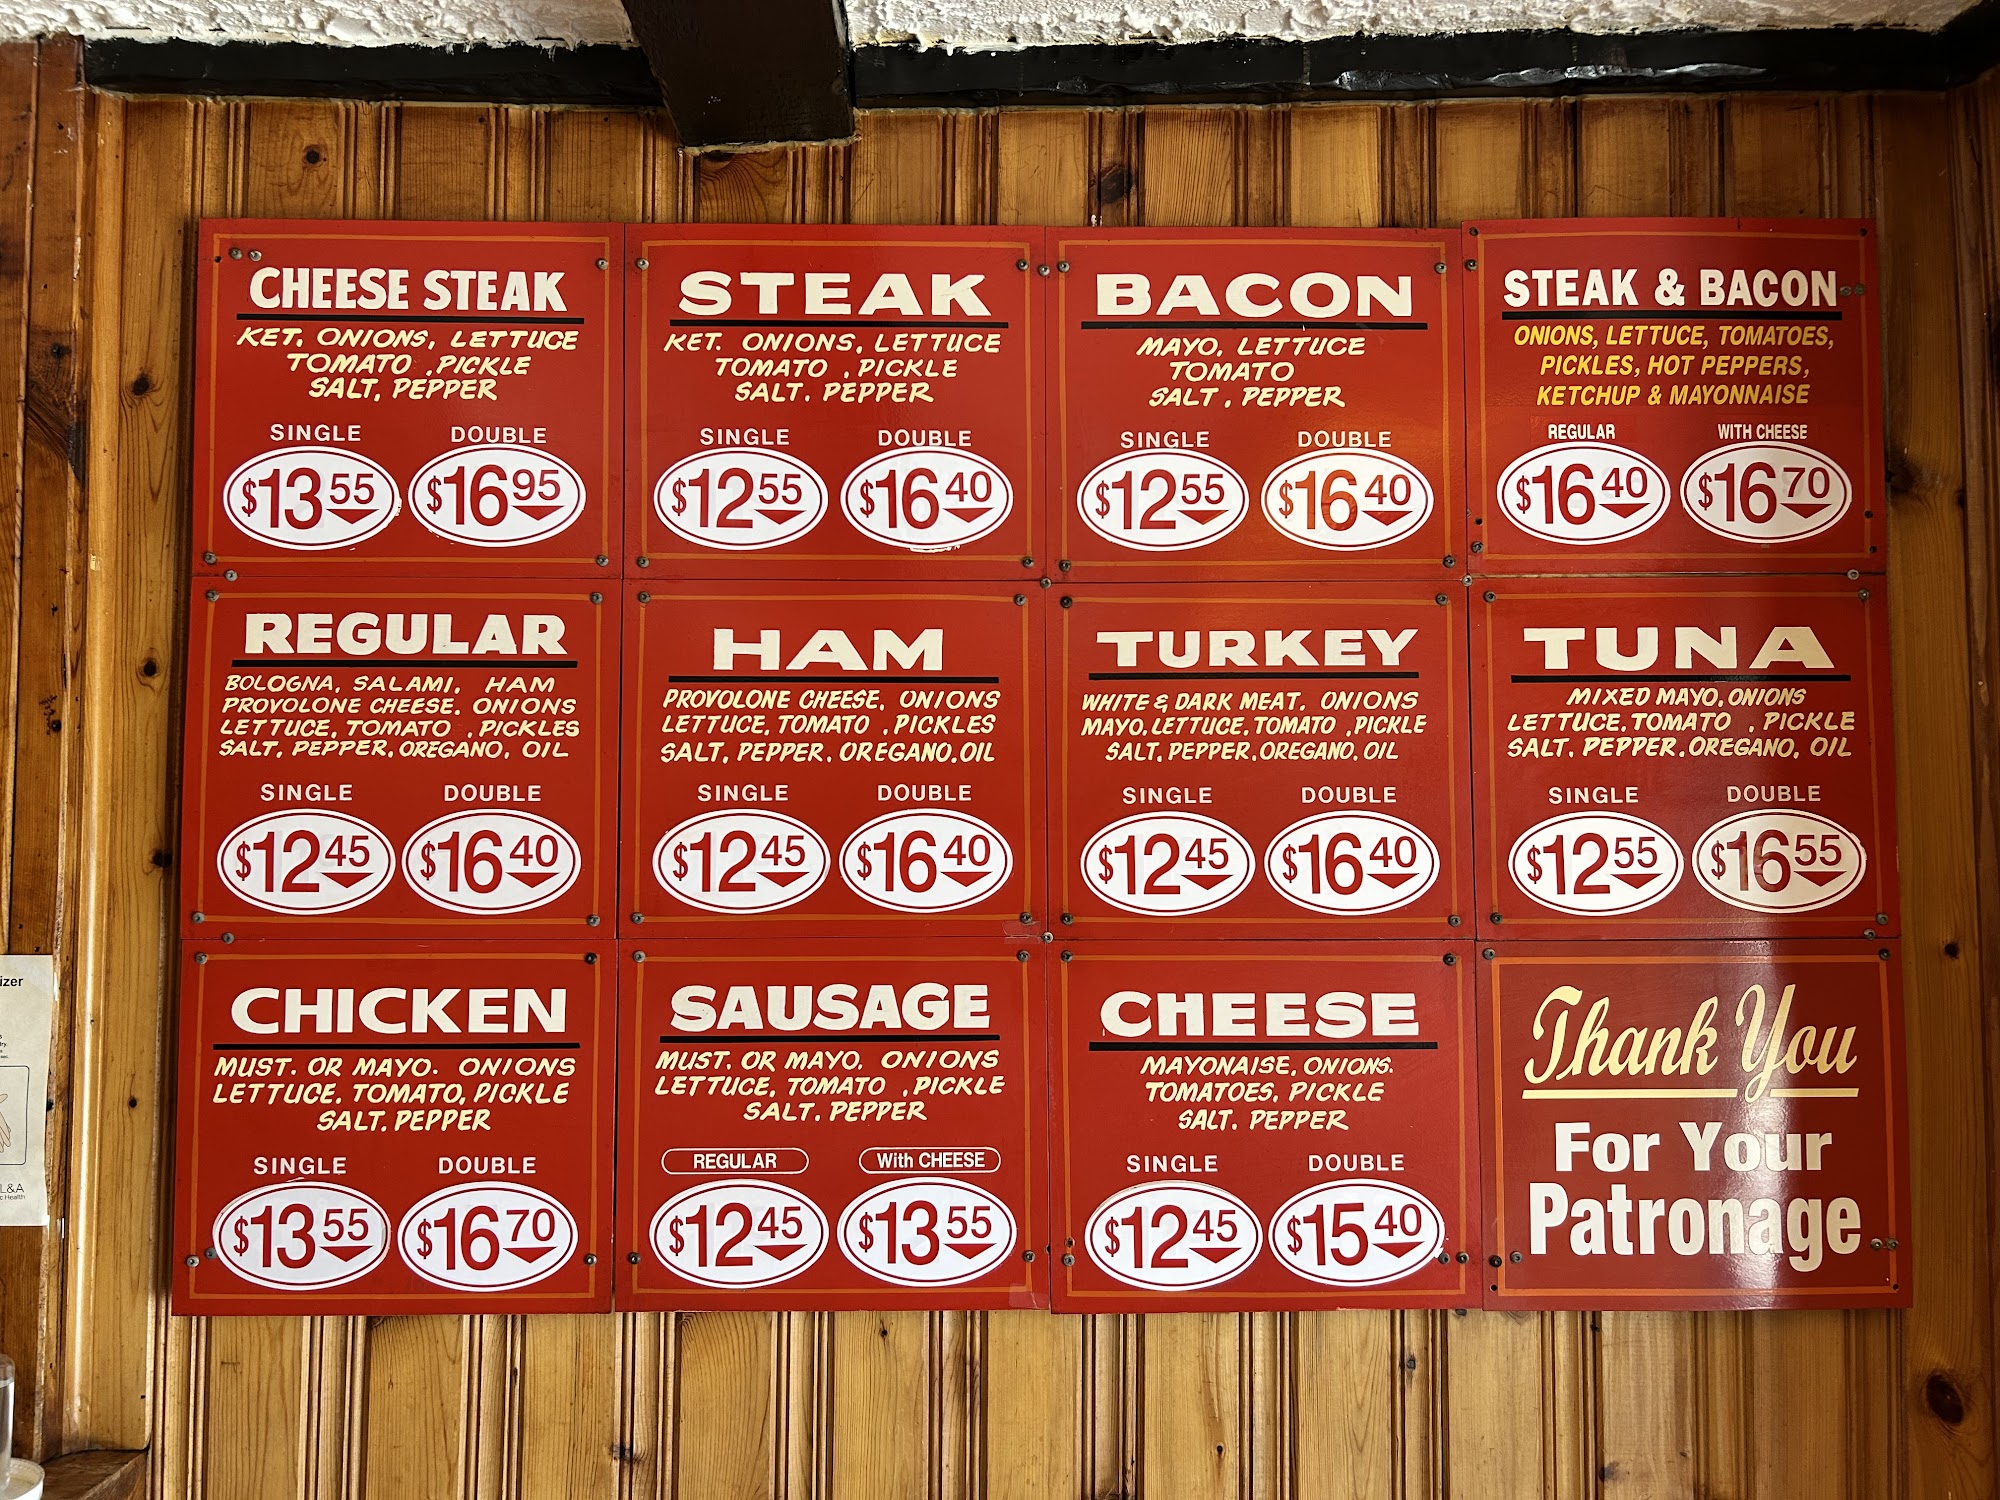 CHEESE STEAK
KET. ONIONS, LETTUCE
TOMATO , PICKLE
SALT, PEPPER
SINGLE DOUBLE
$13 55 $16 95
STEAK
KET. ONIONS, LETTUCE
TOMATO , PICKLE
SALT. PEPPER
SINGLE DOUBLE
$12 55 $16 40
BACON
MAYO. LETTUCE
TOMATO
SALT , PEPPER
SINGLE DOUBLE
$12 55 $16 40
STEAK & BACON
ONIONS, LETTUCE, TOMATOES,
PICKLES, HOT PEPPERS,
KETCHUP & MAYONNAISE
REGULAR WITH CHEESE
$16 40 $16 70
REGULAR
BOLOGNA, SALAMI, HAM
PROVOLONE CHEESE. ONIONS
LETTUCE, TOMATO , PICKLES
SALT, PEPPER, OREGANO, OIL
SINGLE DOUBLE
$12 45 $16 40
HAM
PROVOLONE CHEESE, ONIONS
LETTUCE, TOMATO , PICKLES
SALT, PEPPER, OREGANO. OIL
SINGLE DOUBLE
$12 45 $16 40
TURKEY
WHITE & DARK MEAT. ONIONS
MAYO, LETTUCE, TOMATO , PICKLE
SALT, PEPPER, OREGANO, OIL
SINGLE DOUBLE
$12 45 $16 40
TUNA
MIXED MAYO, ONIONS
LETTUCE, TOMATO , PICKLE
SALT, PEPPER. OREGANO, OIL
SINGLE DOUBLE
$12 55 $16 55
CHICKEN
MUST. OR MAYO. ONIONS
LETTUCE, TOMATO, PICKLE
SALT. PEPPER
SINGLE DOUBLE
$13 55 $16 70
SAUSAGE
MUST. OR MAYO. ONIONS
LETTUCE, TOMATO , PICKLE
SALT. PEPPER
REGULAR With CHEESE
$12 45 $13 55
CHEESE
MAYONAISE, ONIONS.
TOMATOES, PICKLE
SALT. PEPPER
SINGLE DOUBLE
$12 45 $15 40
Thank You
For Your
Patronage
izer
L&A
c Health